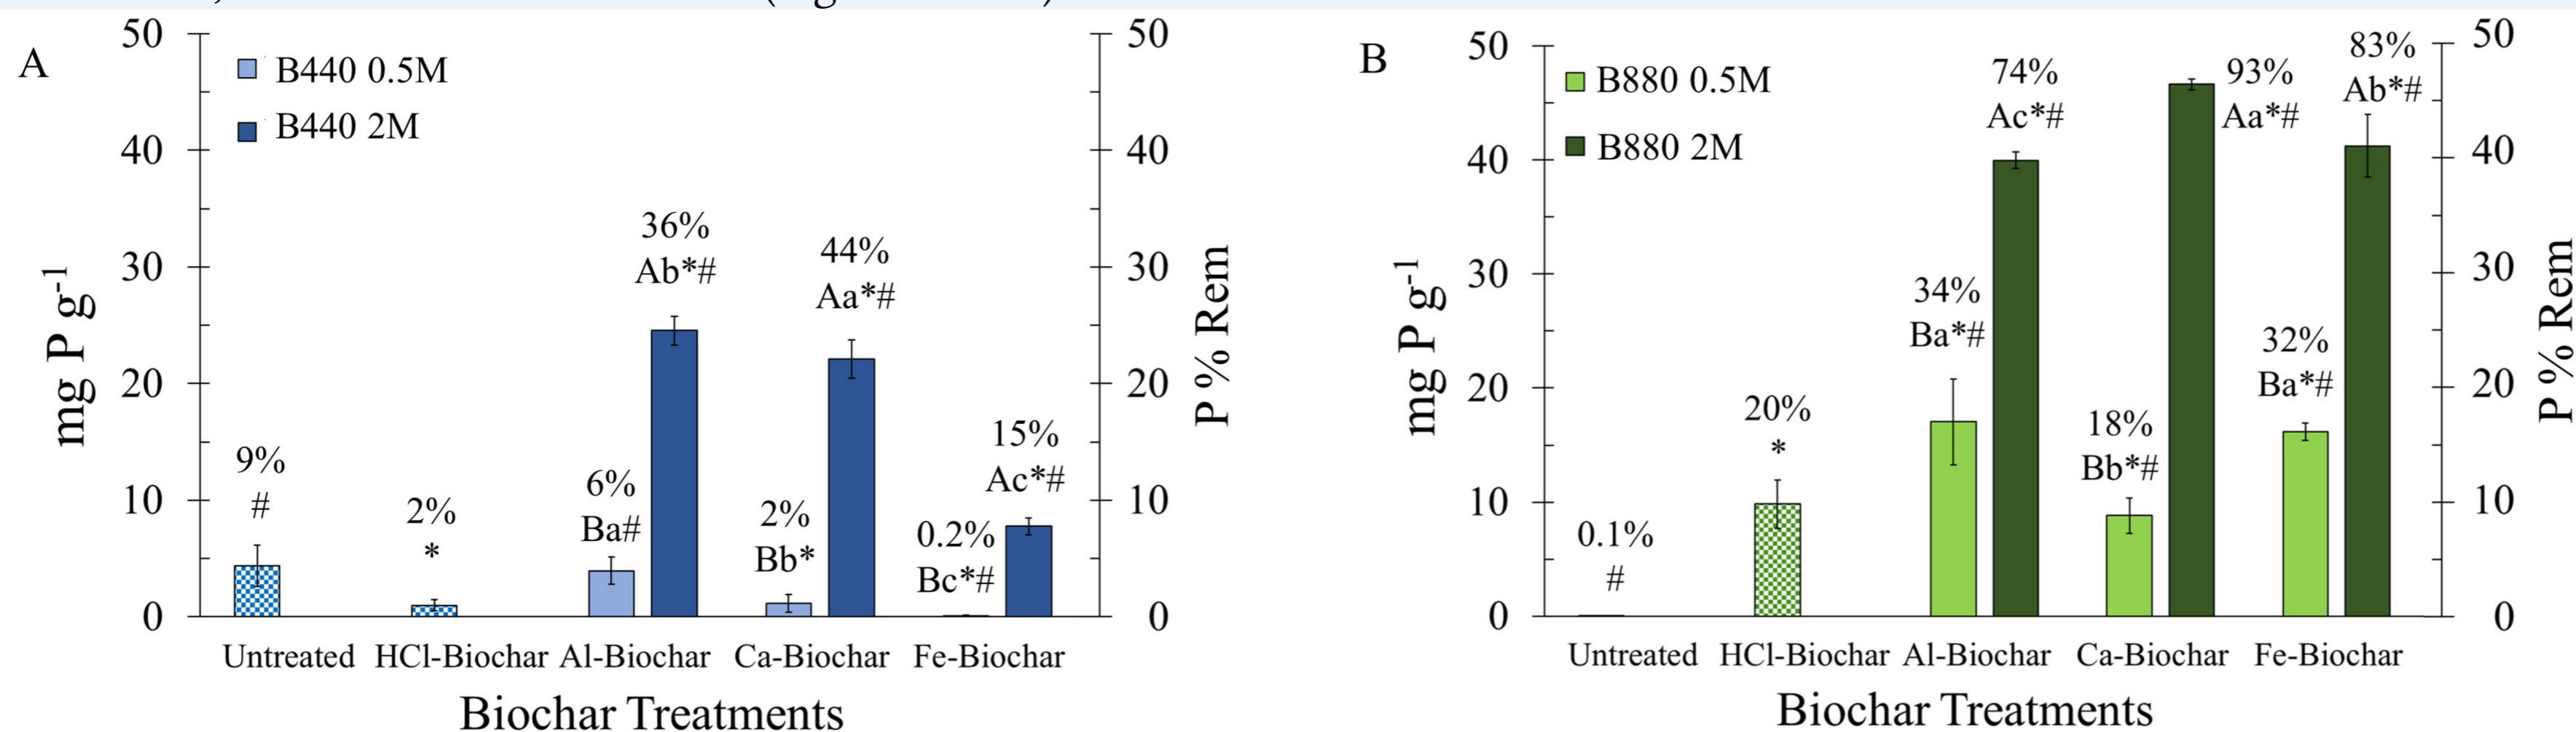 A
50
40
30
20
10
0
mg P g-1
B440 0.5M
B440 2M
9%
#
2%
*
6%
Ba#
36%
Ab*#
2%
Bb*
44%
Aa*#
0.2%
Bc*#
15%
Ac*#
50
40
30
20
10
0
P % Rem
Untreated HCl-Biochar Al-Biochar Ca-Biochar Fe-Biochar
Biochar Treatments
B
50
40
30
20
10
0
mg P g-1
B880 0.5M
B880 2M
0.1%
#
20%
*
34%
Ba*#
74%
Ac*#
18%
Bb*#
93%
Aa*#
32%
Ba*#
83%
Ab*#
50
40
30
20
10
0
P % Rem
Untreated HCl-Biochar Al-Biochar Ca-Biochar Fe-Biochar
Biochar Treatments